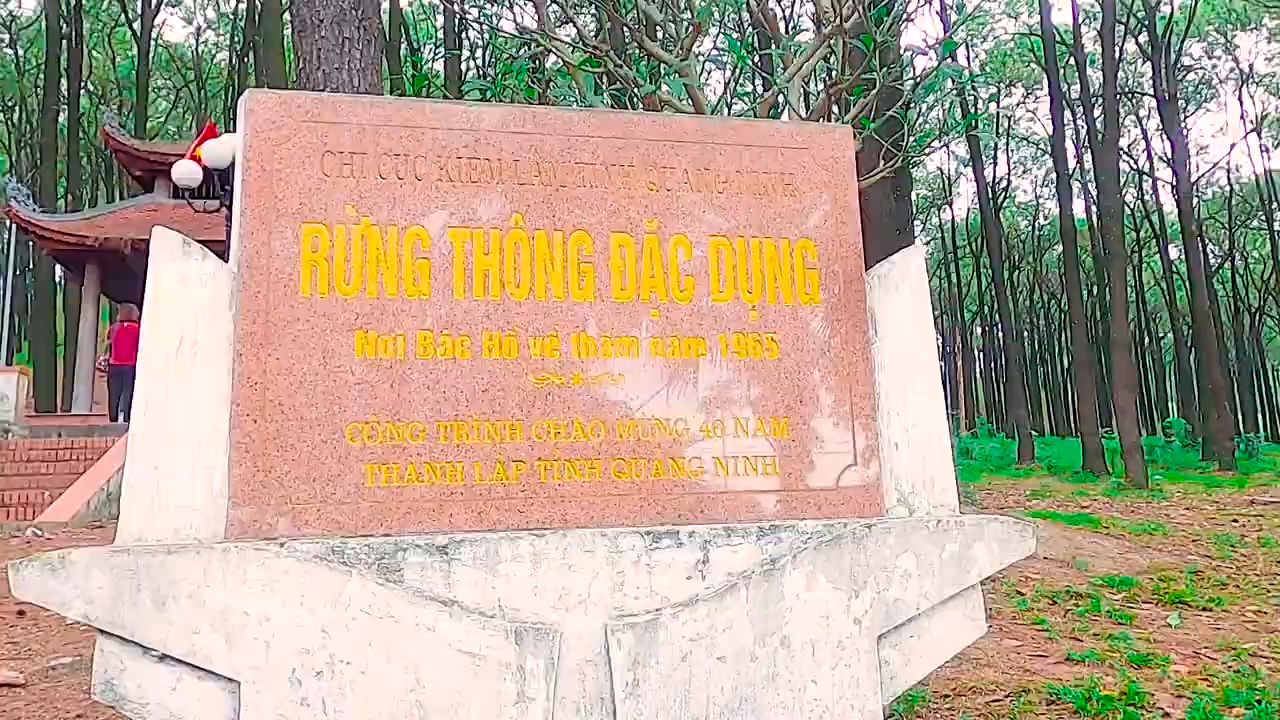 CHI CỤC KIỂM LÂM TỈNH QUẢNG NINH
RỪNG THÔNG ĐẶC DỤNG
Nơi Bác Hồ về thăm năm 1965
CÔNG TRÌNH CHÀO MỪNG 40 NĂM
THÀNH LẬP TỈNH QUẢNG NINH